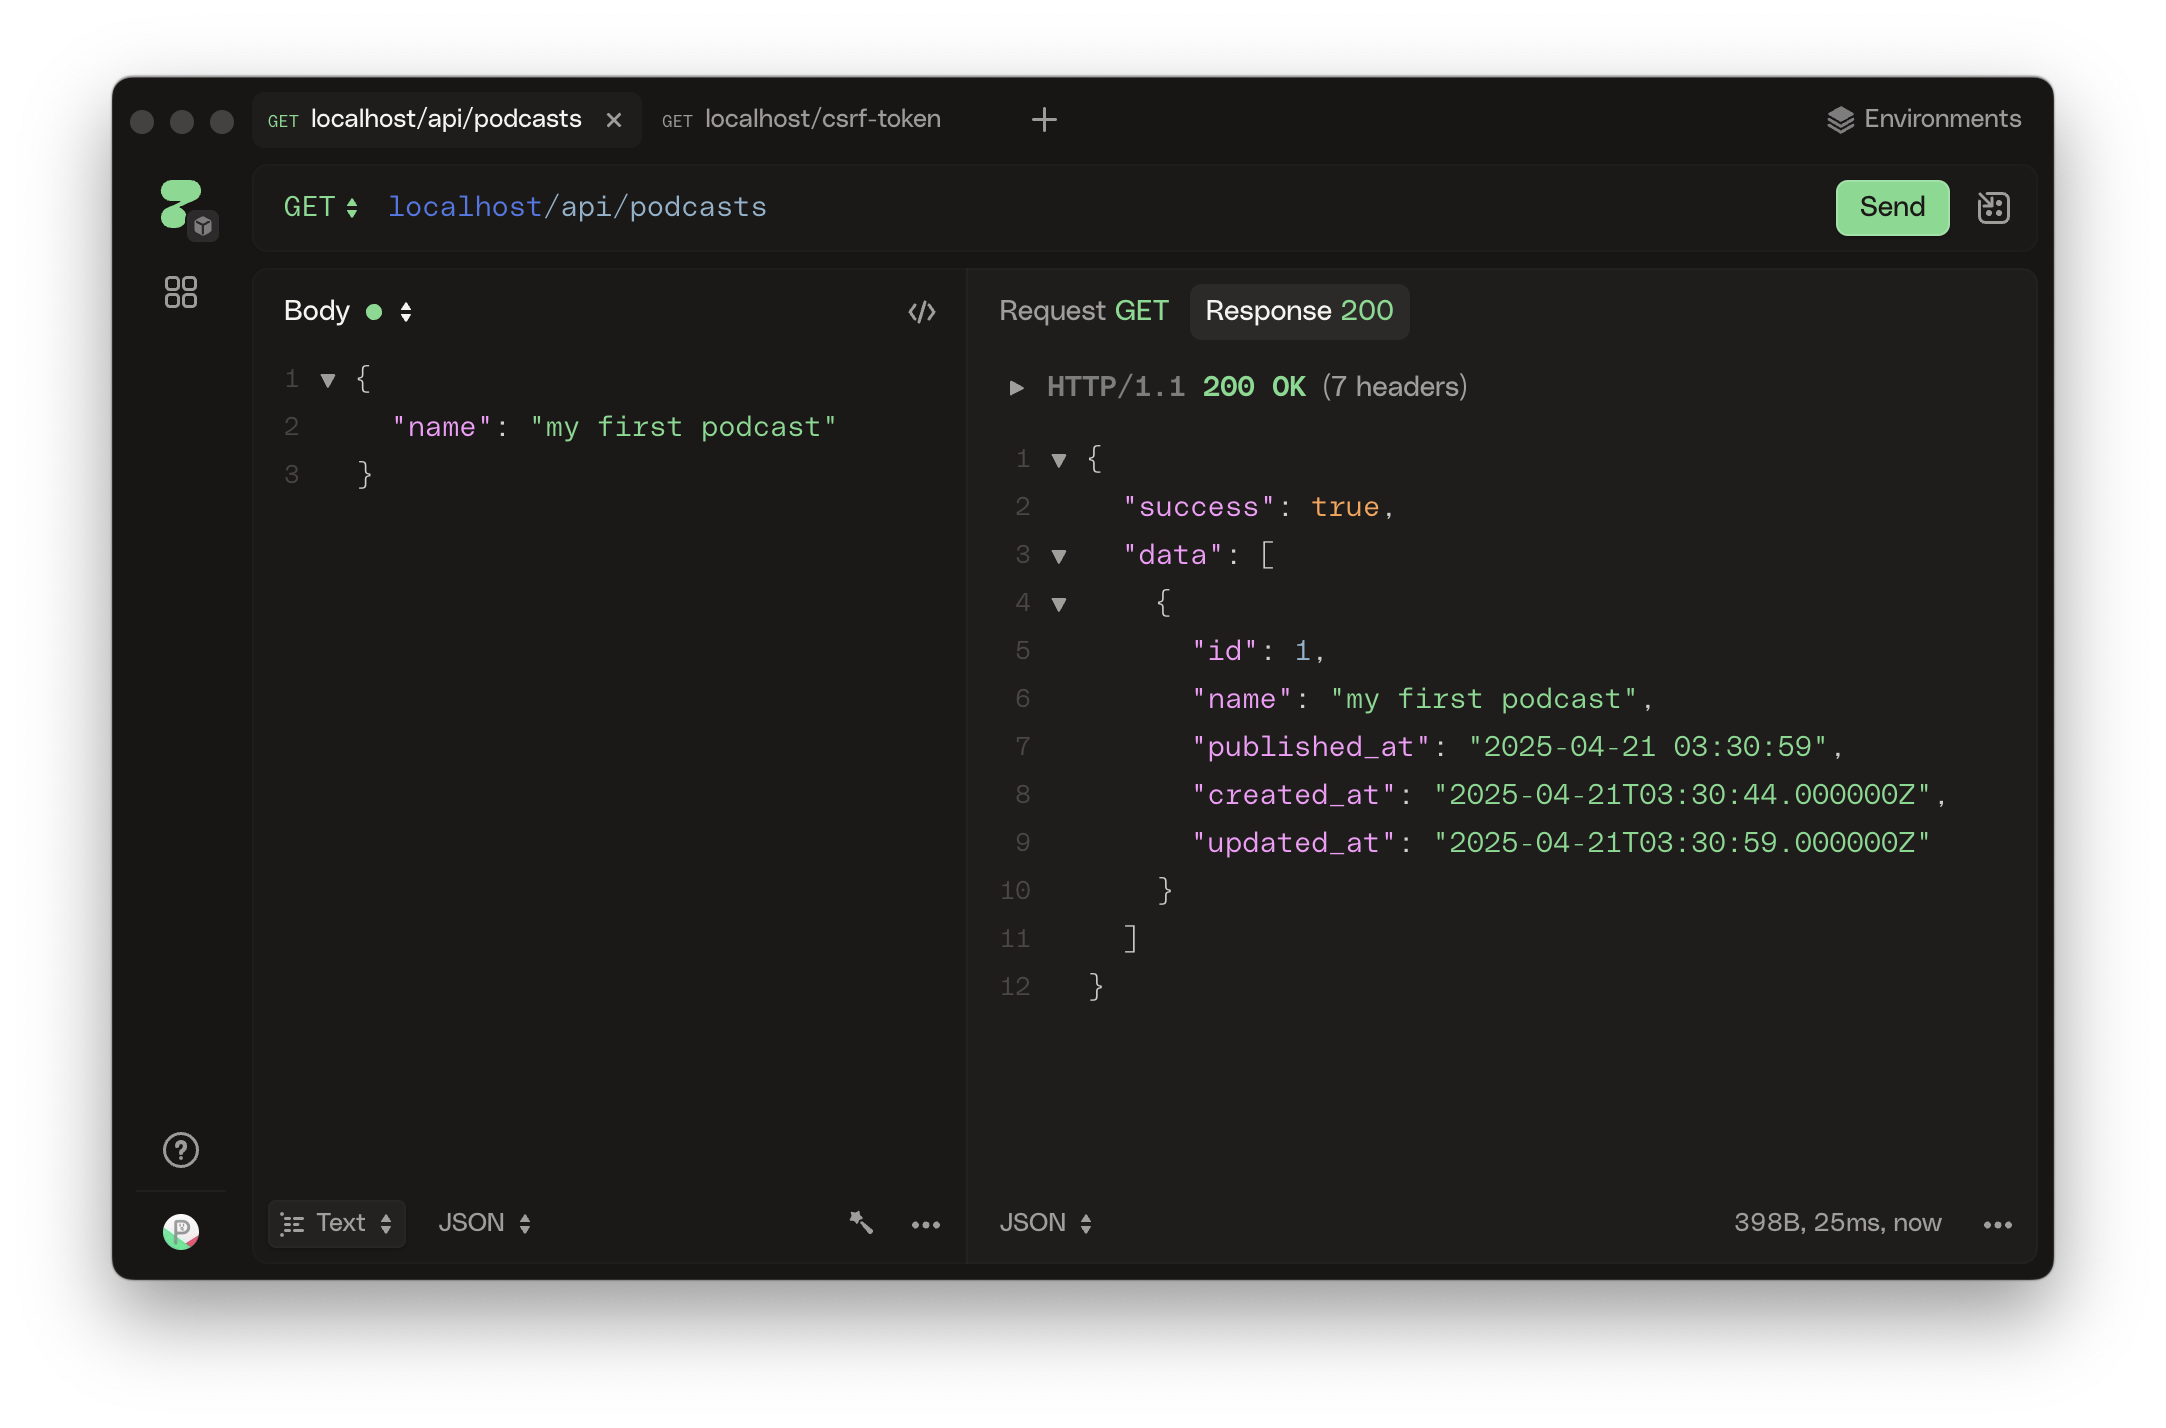 GET localhost/api/podcasts GET localhost/csrf-token Environments
GET localhost/api/podcasts Send
Body
1 {
2 "name": "my first podcast"
3 }
Text JSON
Request GET Response 200
HTTP/1.1 200 OK (7 headers)
1 {
2 "success": true,
3 "data": [
4 {
5 "id": 1,
6 "name": "my first podcast",
7 "published_at": "2025-04-21 03:30:59",
8 "created_at": "2025-04-21T03:30:44.000000Z",
9 "updated_at": "2025-04-21T03:30:59.000000Z"
10 }
11 ]
12 }
JSON 398B, 25ms, now